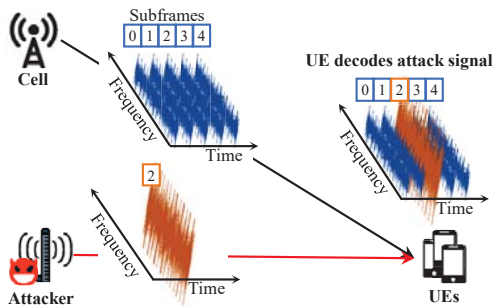 Subframes
0 1 2 3 4
Cell
Frequency
Time
UE decodes attack signal
0 1 2 3 4
Frequency
Time
2
Frequency
Time
Attacker
UEs